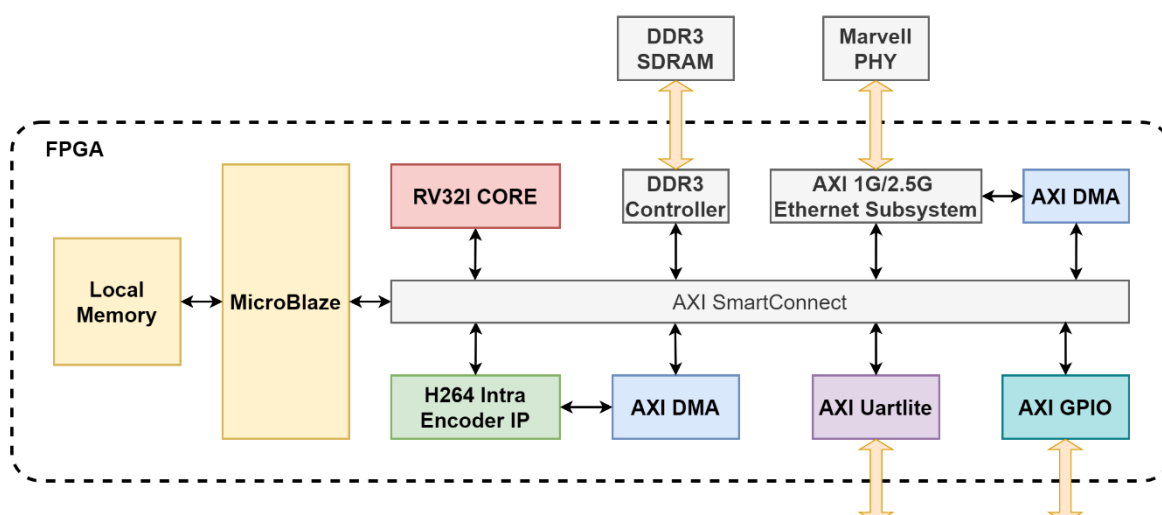 DDR3
SDRAM
Marvell
PHY
FPGA
RV32I CORE
DDR3
Controller
AXI 1G/2.5G
Ethernet Subsystem
AXI DMA
Local
Memory
MicroBlaze
AXI SmartConnect
H264 Intra
Encoder IP
AXI DMA
AXI Uartlite
AXI GPIO